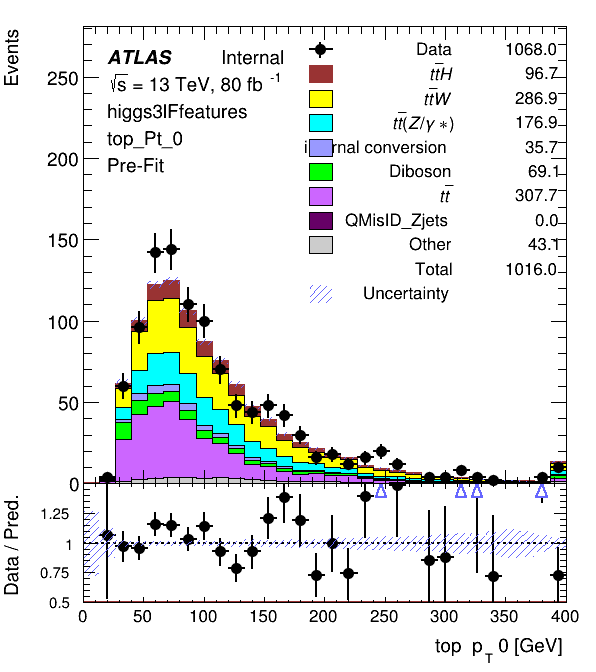 Events
ATLAS Internal
√s = 13 TeV, 80 fb -1
higgs3lFfeatures
top_Pt_0
Pre-Fit
Data 1068.0
tt̄H 96.7
tt̄W 286.9
tt̄(Z/γ *) 176.9
rnal conversion 35.7
Diboson 69.1
tt̄ 307.7
QMisID_Zjets 0.0
Other 43.1
Total 1016.0
Uncertainty
250
200
150
100
50
0
Data / Pred.
1.25
1
0.75
0.5
0 50 100 150 200 250 300 350 400
top p_T 0 [GeV]